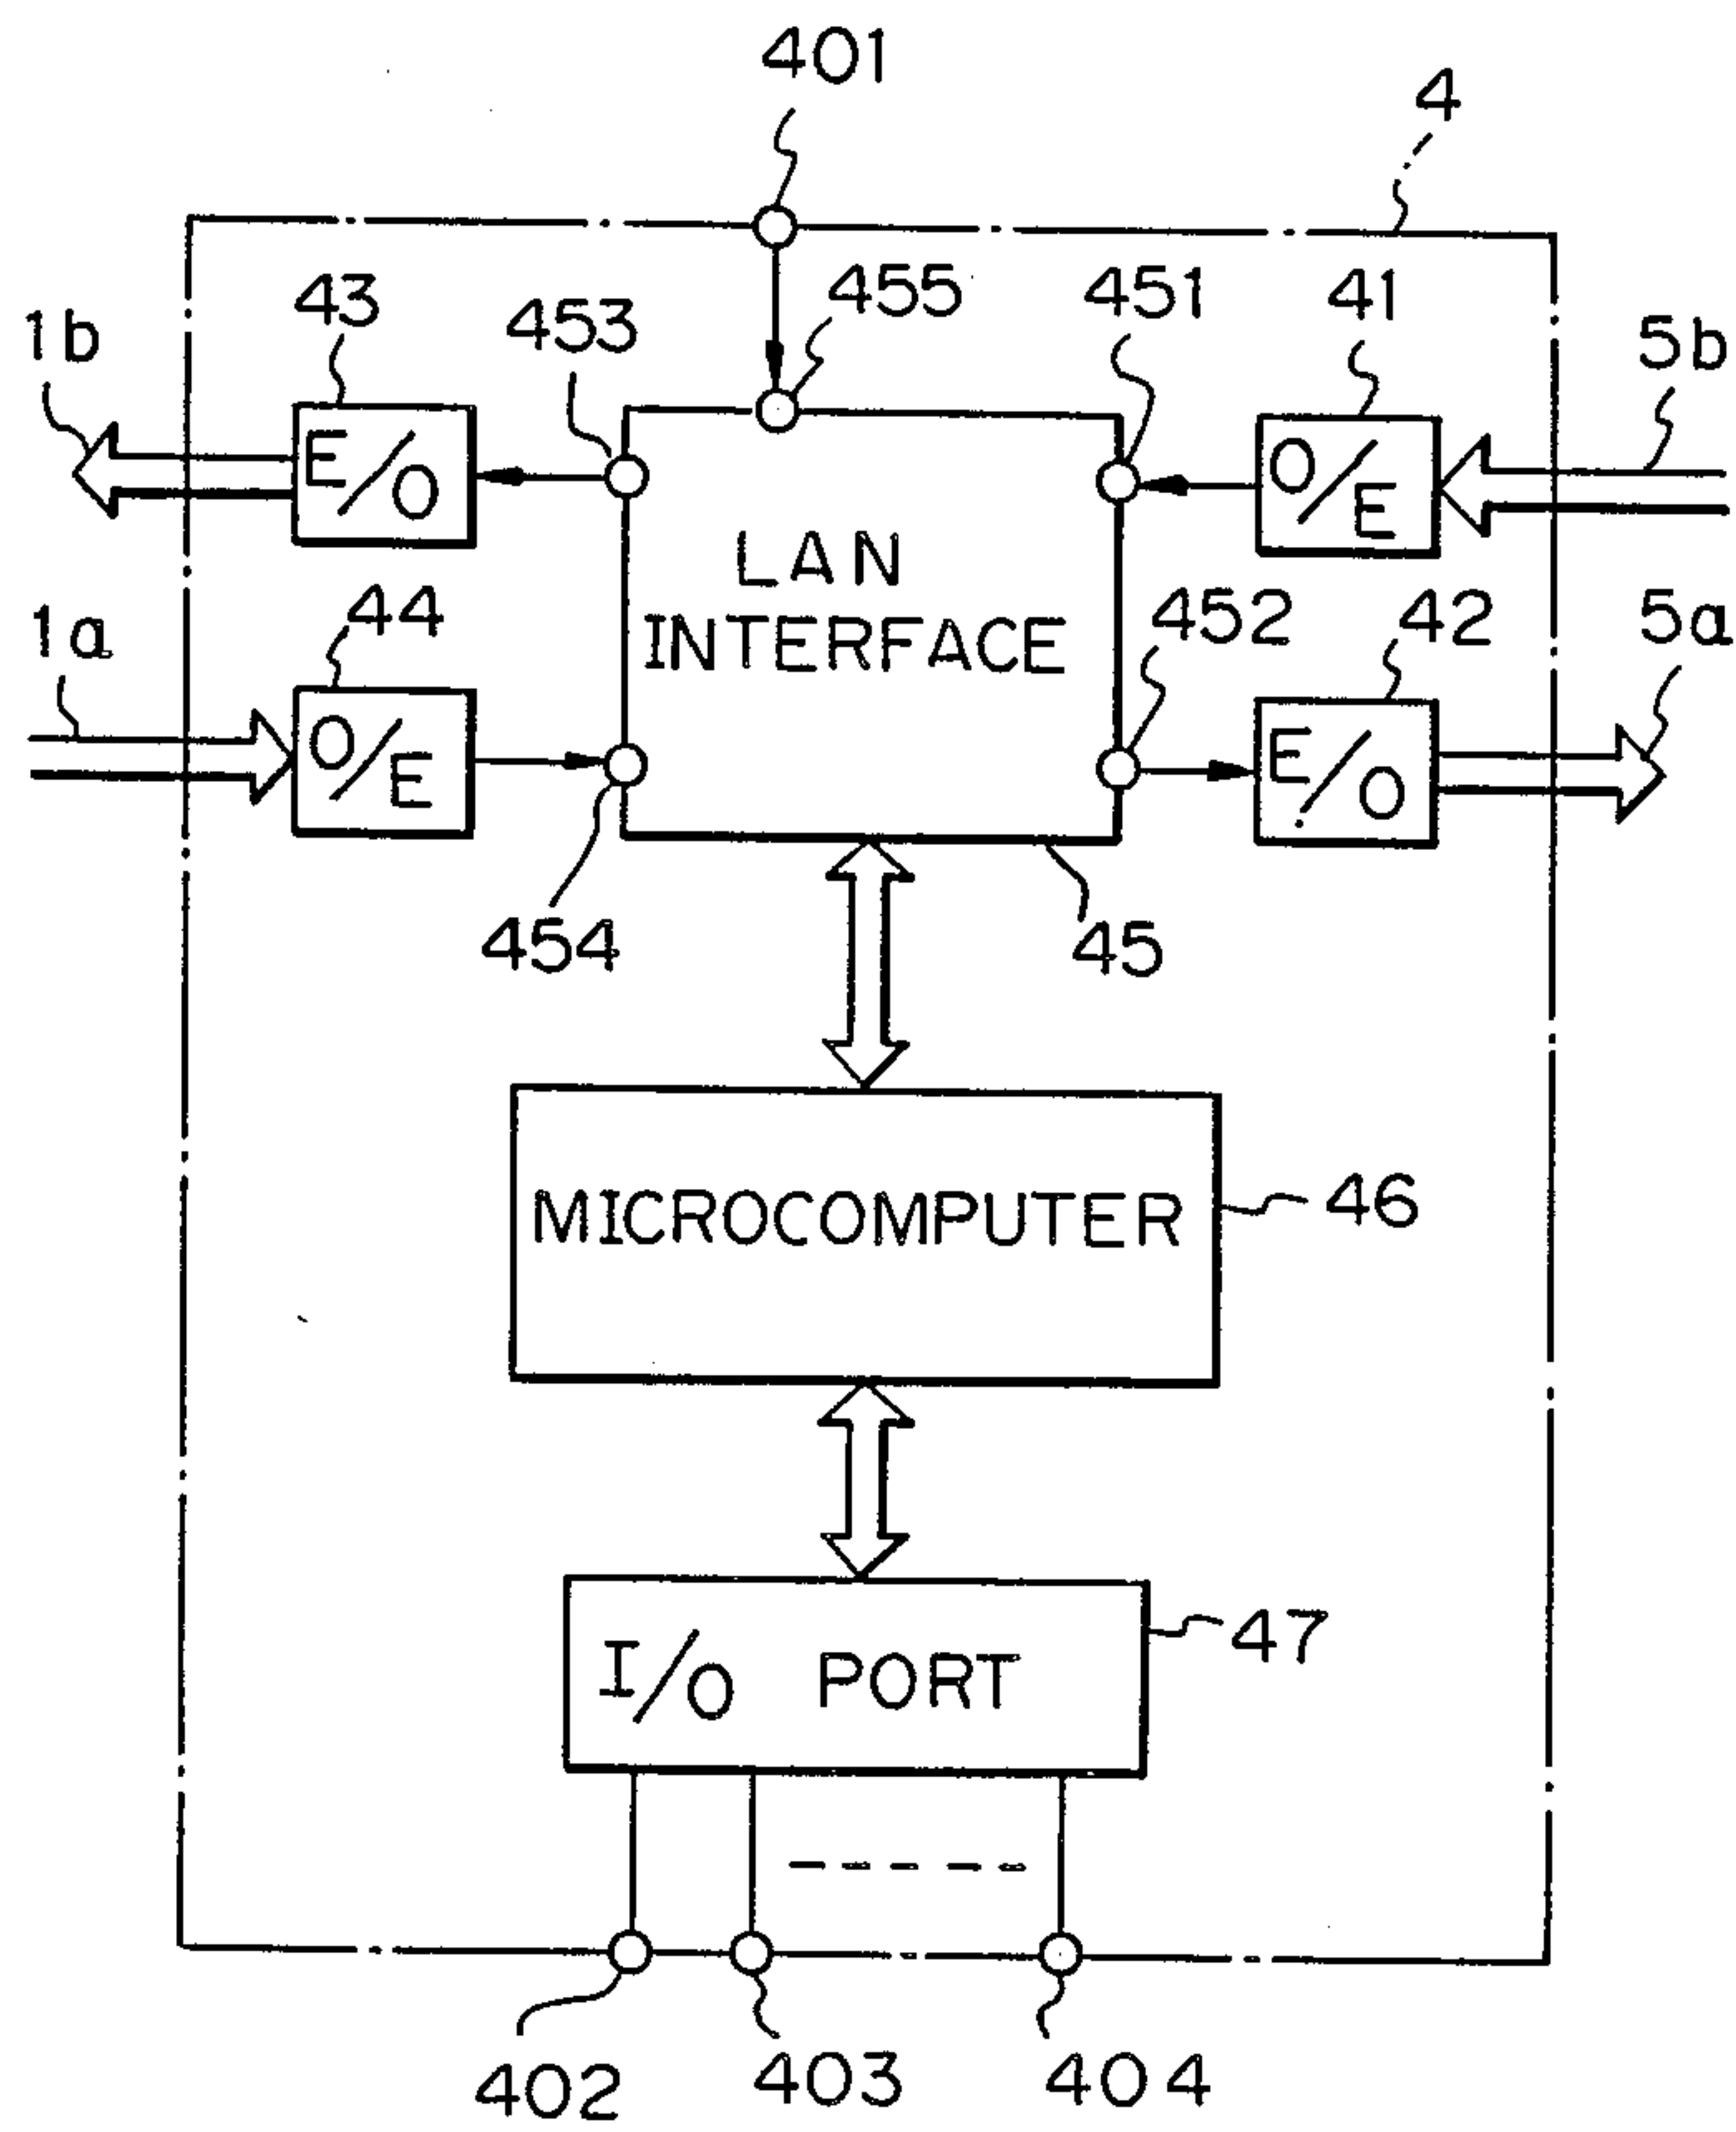 401
4
43
453
455
451
41
1b
5b
E/O
O/E
LAN
INTERFACE
1a
44
452
42
5a
O/E
E/O
454
45
MICROCOMPUTER
46
I/O PORT
47
402
403
404